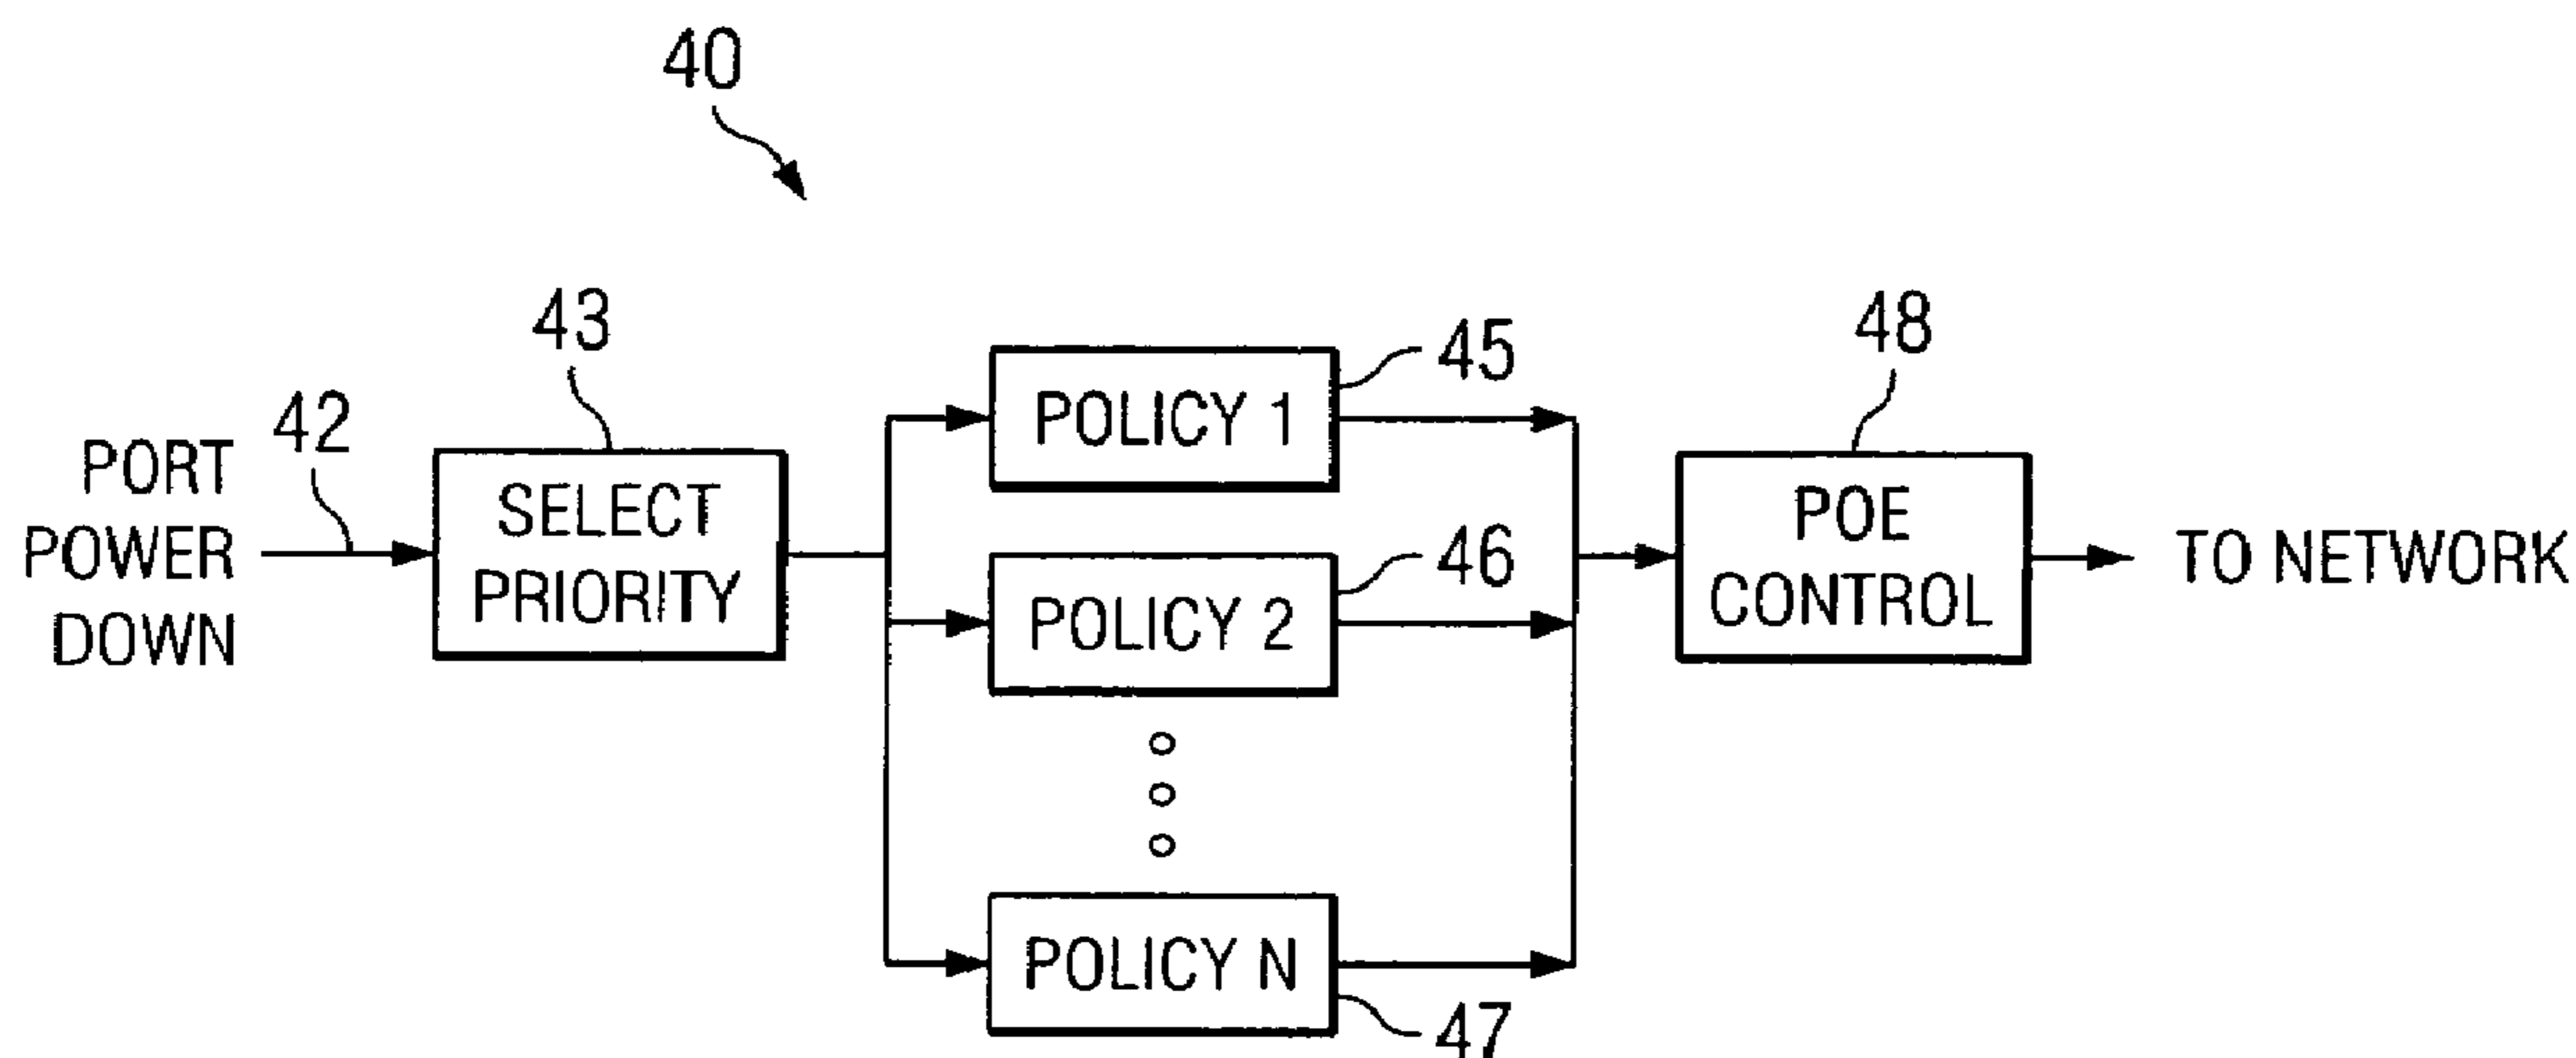 40
43
45
48
42
PORT
POWER
DOWN
SELECT
PRIORITY
POLICY 1
46
POLICY 2
POE
CONTROL
TO NETWORK
POLICY N
47